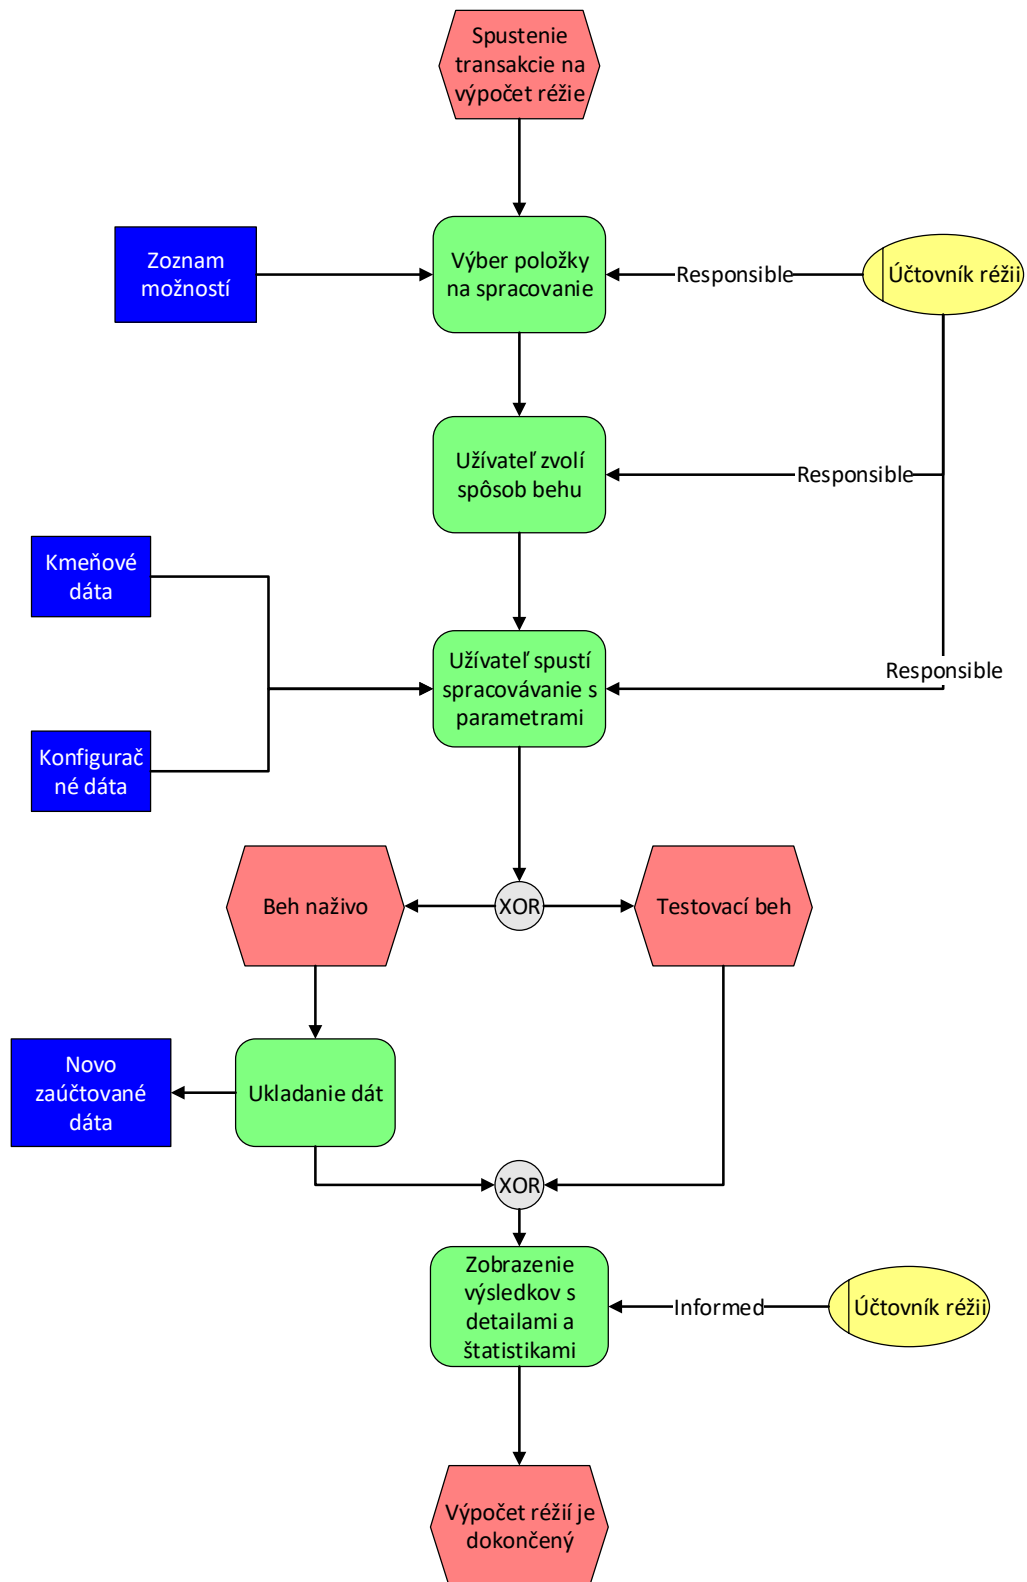 Spustenie
transakcie na
výpočet réžie
Zoznam
možností
Výber položky
na spracovanie
Responsible
Účtovník réžii
Užívateľ zvolí
spôsob behu
Responsible
Kmeňové
dáta
Užívateľ spustí
spracovávanie s
parametrami
Responsible
Konfigurač
né dáta
Beh naživo
XOR
Testovací beh
Novo
zaúčtované
dáta
Ukladanie dát
XOR
Zobrazenie
výsledkov s
detailami a
štatistikami
Informed
Účtovník réžii
Výpočet réžií je
dokončený